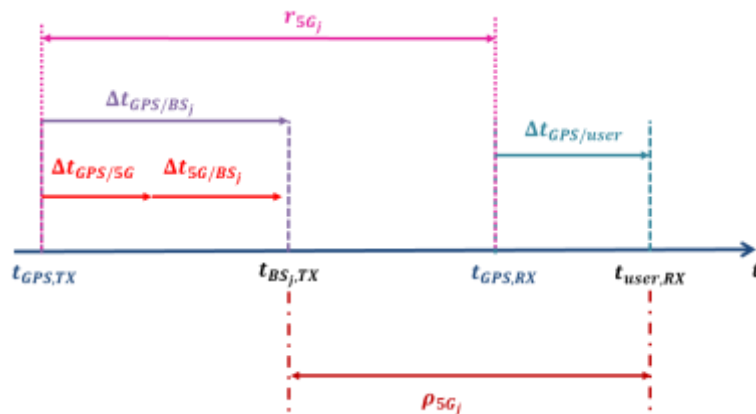 r_{5G_j}
Δt_{GPS/BS_j}
Δt_{GPS/user}
Δt_{GPS/5G} Δt_{5G/BS_j}
t_{GPS,TX} t_{BS_j,TX} t_{GPS,RX} t_{user,RX} t
ρ_{5G_j}